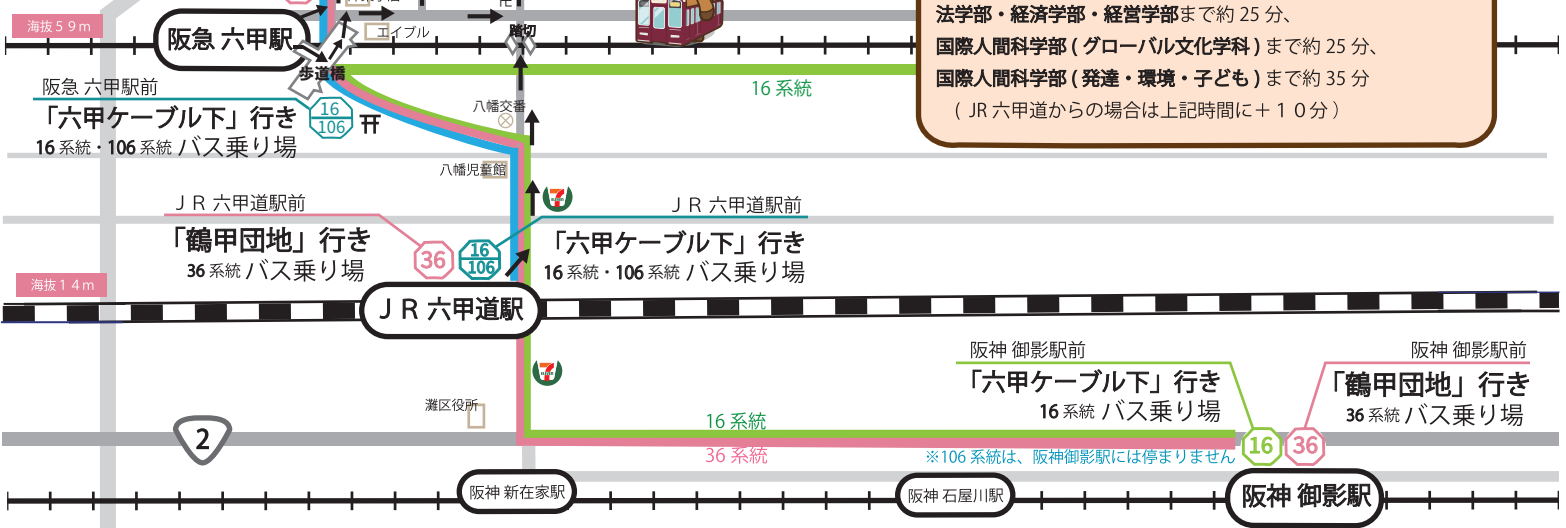 海抜５９m
阪急 六甲駅
エイブル
踏切
歩道橋
法学部・経済学部・経営学部まで約 25 分、
国際人間科学部 ( グローバル文化学科 ) まで約 25 分、
国際人間科学部 ( 発達・環境・子ども ) まで約 35 分
( JR 六甲道からの場合は上記時間に＋１０分 )
16 系統
阪急 六甲駅前
「六甲ケーブル下」行き
16 系統・106 系統 バス乗り場
16
106
八幡交番
八幡児童館
ＪＲ 六甲道駅前
「鶴甲団地」行き
36 系統 バス乗り場
36
16
106
ＪＲ 六甲道駅前
「六甲ケーブル下」行き
16 系統・106 系統 バス乗り場
海抜１４m
ＪＲ 六甲道駅
阪神 御影駅前
「六甲ケーブル下」行き
16 系統 バス乗り場
阪神 御影駅前
「鶴甲団地」行き
36 系統 バス乗り場
灘区役所
2
16 系統
36 系統
※106 系統は、阪神御影駅には停まりません
16
36
阪神 新在家駅
阪神 石屋川駅
阪神 御影駅